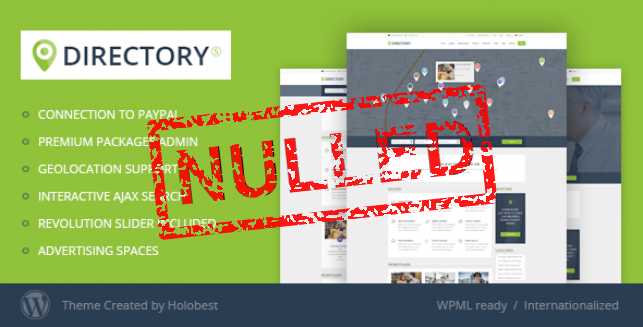 DIRECTORY S
CONNECTION TO PAYPAL
PREMIUM PACKAGES ADMIN
GEOLOCATION SUPPORT
INTERACTIVE AJAX SEARCH
REVOLUTION SLIDER INCLUDED
ADVERTISING SPACES
NULLED
DIRECTORY
Theme Created by Holobest
WPML ready / Internationalized